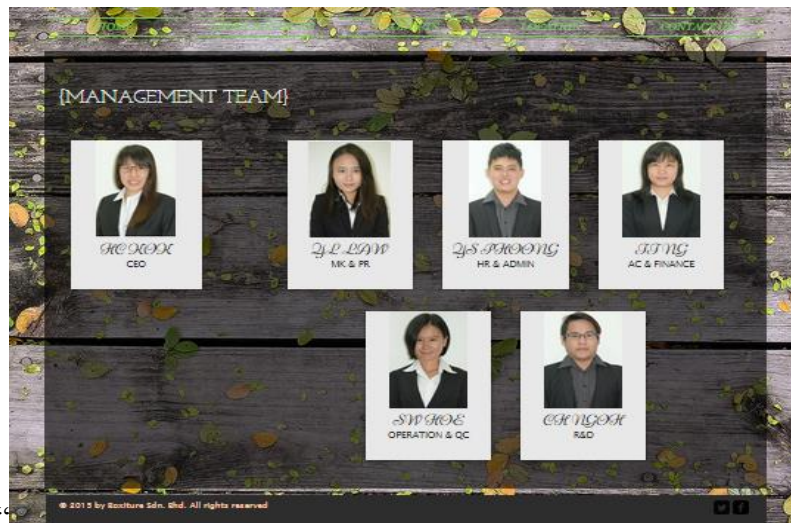 {MANAGEMENT TEAM}
HC KOK
CEO
YL LAW
MK & PR
YS PHOONG
HR & ADMIN
TT NG
AC & FINANCE
SW HOE
OPERATION & QC
CH NGOH
R&D
© 2015 by Boxiture Sdn. Bhd. All rights reserved